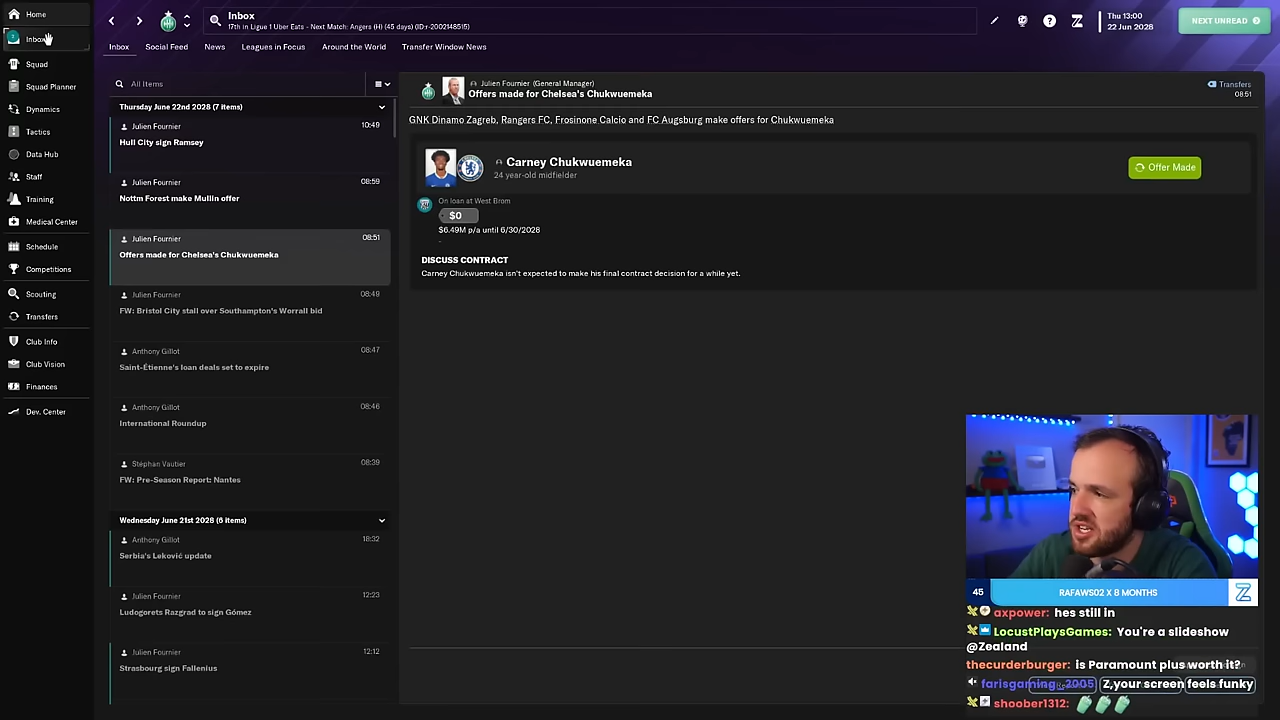 Home
Inbox
Squad
Squad Planner
Dynamics
Tactics
Data Hub
Staff
Training
Medical Center
Schedule
Competitions
Scouting
Transfers
Club Info
Club Vision
Finances
Dev. Center
Inbox
17th in Ligue 1 Uber Eats - Next Match: Angers (H) (45 days) (ID:r-2002148515)
Thu 13:00
22 Jun 2028
NEXT UNREAD
Inbox
Social Feed
News
Leagues in Focus
Around the World
Transfer Window News
All Items
Thursday June 22nd 2028 (7 items)
Julien Fournier 10:49
Hull City sign Ramsey
Julien Fournier 08:59
Nottm Forest make Mullin offer
Julien Fournier 08:51
Offers made for Chelsea's Chukwuemeka
Julien Fournier 08:49
FW: Bristol City stall over Southampton's Worrall bid
Anthony Gillot 08:47
Saint-Étienne's loan deals set to expire
Anthony Gillot 08:46
International Roundup
Stéphan Vautier 08:39
FW: Pre-Season Report: Nantes
Wednesday June 21st 2028 (6 items)
Anthony Gillot 18:32
Serbia's Leković update
Julien Fournier 12:23
Ludogorets Razgrad to sign Gómez
Julien Fournier 12:12
Strasbourg sign Fallenius
Julien Fournier (General Manager)
Offers made for Chelsea's Chukwuemeka
Transfers
08:51
GNK Dinamo Zagreb, Rangers FC, Frosinone Calcio and FC Augsburg make offers for Chukwuemeka
Carney Chukwuemeka
24 year-old midfielder
Offer Made
On loan at West Brom
$0
$6.49M p/a until 6/30/2028
-
DISCUSS CONTRACT
Carney Chukwuemeka isn't expected to make his final contract decision for a while yet.
45 RAFAWS02 X 8 MONTHS
axpower: hes still in
LocustPlaysGames: You're a slideshow
@Zealand
thecurderburger: is Paramount plus worth it?
farisgaming_2005: Z,your screen feels funky
shoober1312: